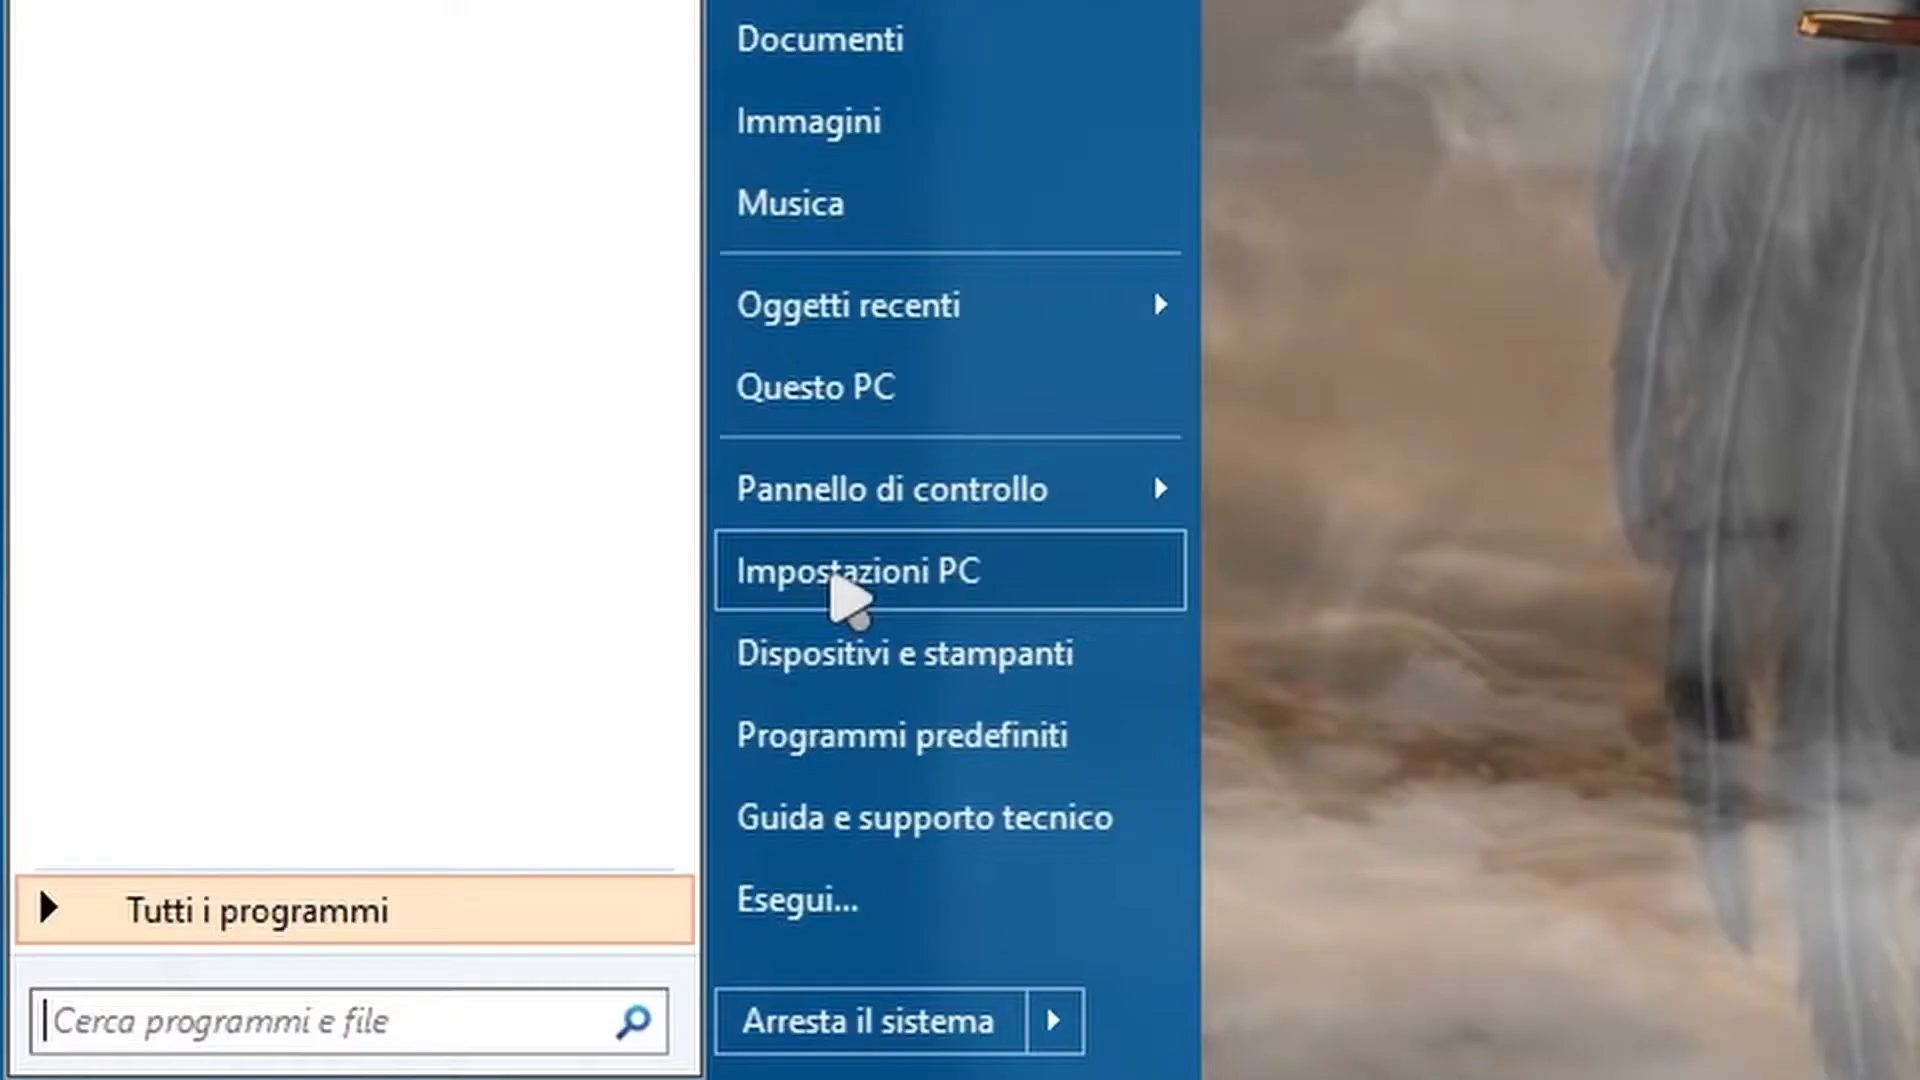 Documenti
Immagini
Musica
Oggetti recenti
Questo PC
Pannello di controllo
Impostazioni PC
Dispositivi e stampanti
Programmi predefiniti
Guida e supporto tecnico
Esegui...
Tutti i programmi
Cerca programmi e file
Arresta il sistema